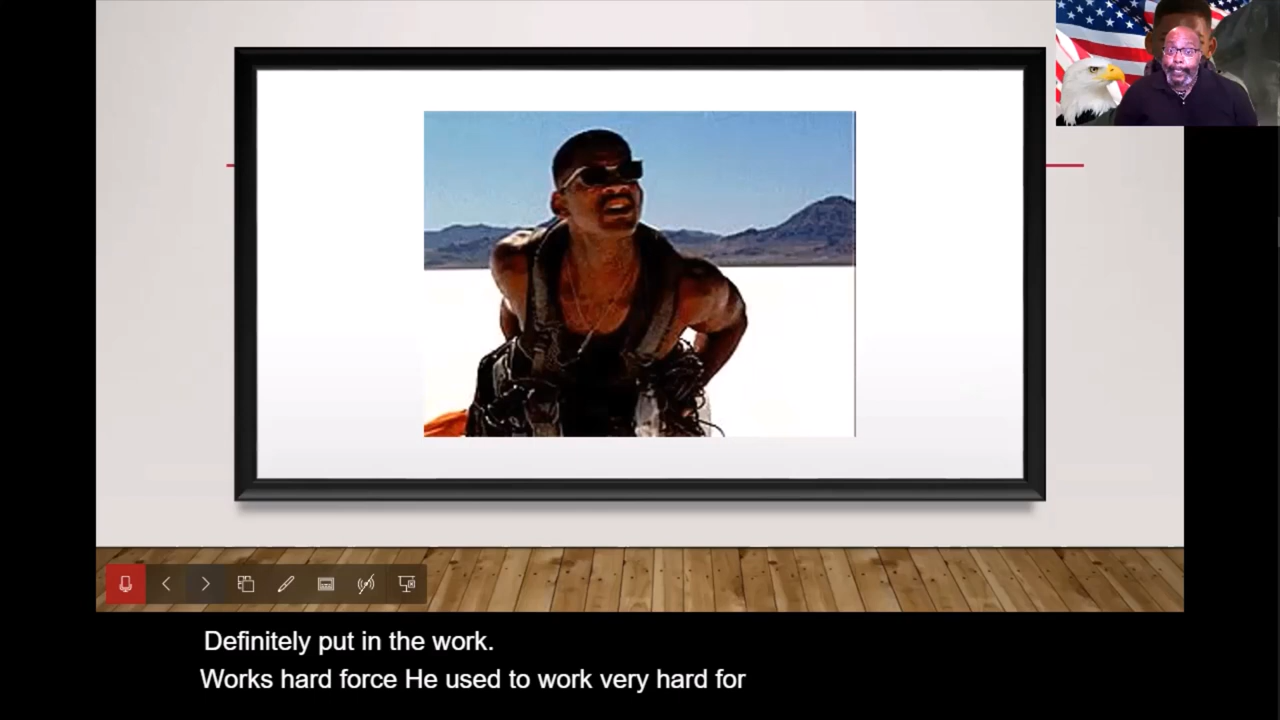 Definitely put in the work.
Works hard force He used to work very hard for